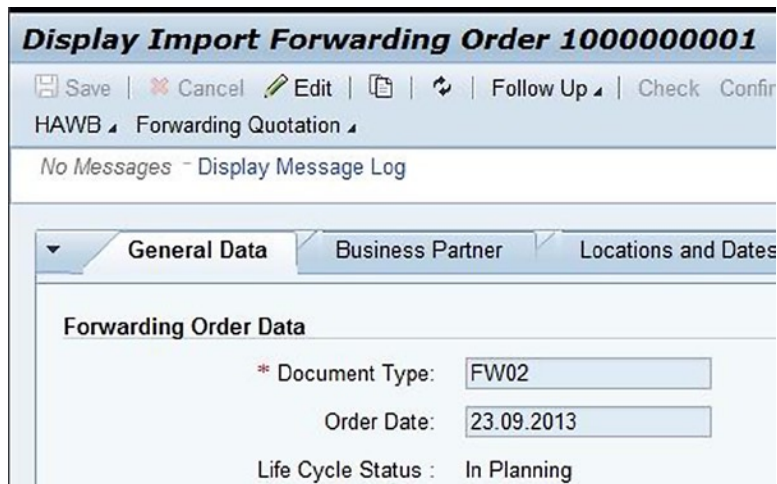 Display Import Forwarding Order 1000000001
Save | Cancel Edit | | | Follow Up | Check
HAWB Forwarding Quotation
No Messages - Display Message Log
General Data Business Partner Locations and Dates
Forwarding Order Data
* Document Type: FW02
Order Date: 23.09.2013
Life Cycle Status : In Planning